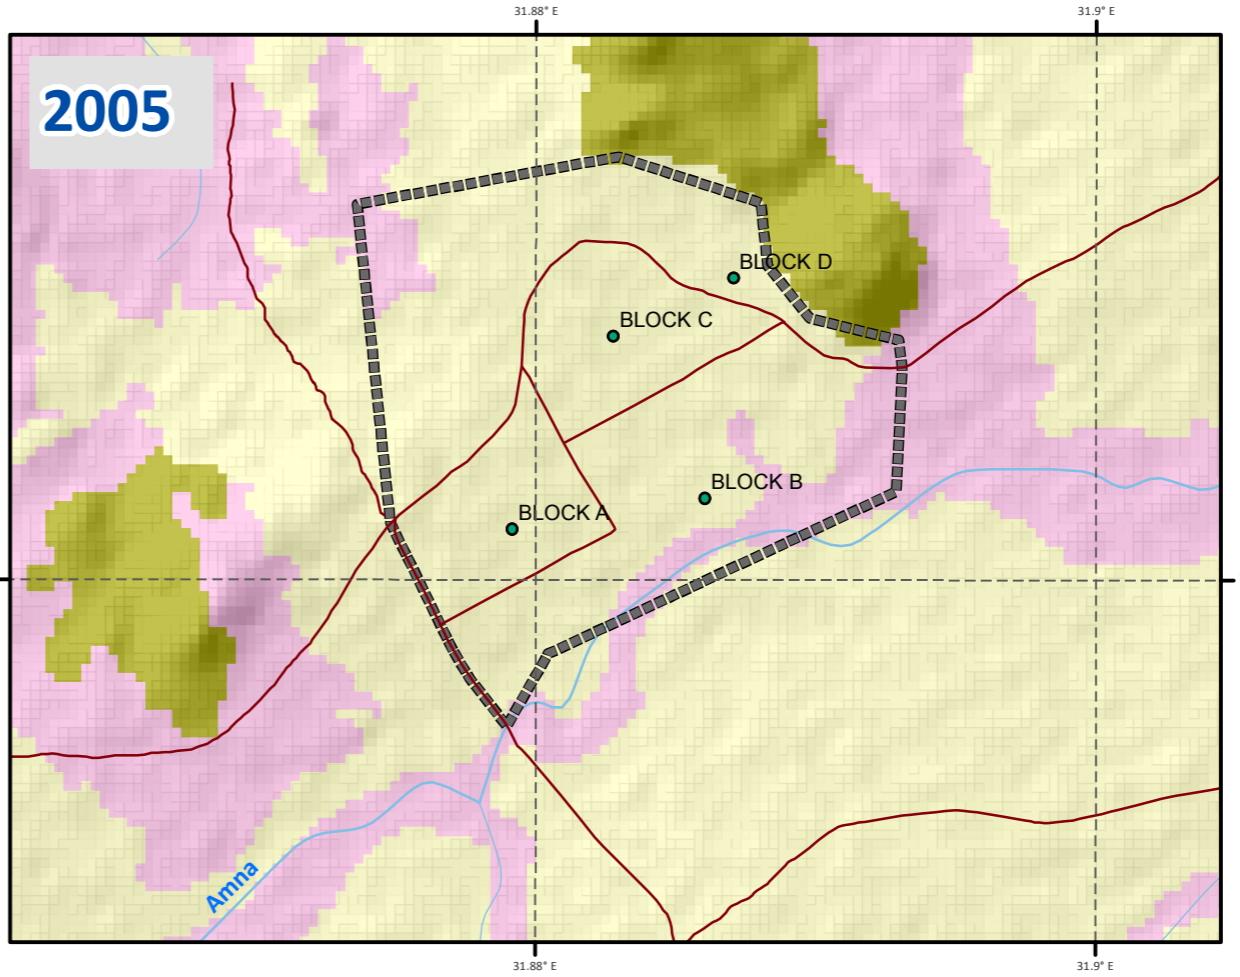 31.88° E
31.9° E
2005
BLOCK D
BLOCK C
BLOCK B
BLOCK A
Amna
31.88° E
31.9° E